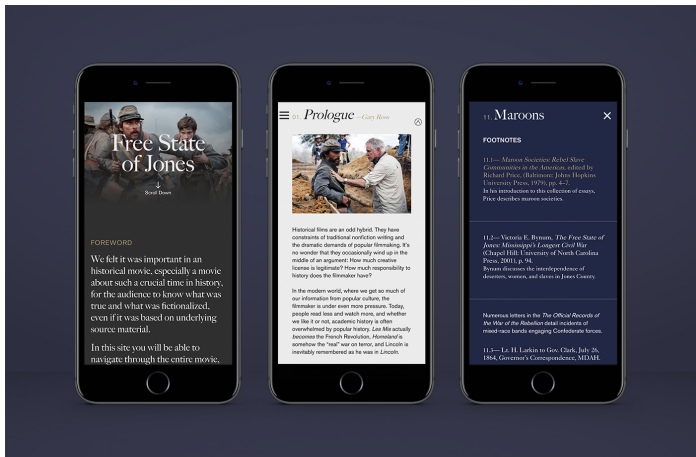 Free State
of Jones
Scroll Down
FOREWORD
We felt it was important in an
historical movie, especially a movie
about such a crucial time in history,
for the audience to know what was
true and what was fictionalized,
even if it was based on underlying
source material.
In this site you will be able to
navigate through the entire movie,
01. Prologue —Gary Ross
Historical films are an odd hybrid. They have
constraints of traditional nonfiction writing and
the dramatic demands of popular filmmaking. It's
no wonder that they occasionally wind up in the
middle of an argument: How much creative
license is legitimate? How much responsibility to
history does the filmmaker have?
In the modern world, where we get so much of
our information from popular culture, the
filmmaker is under even more pressure. Today,
people read less and watch more, and whether
we like it or not, academic history is often
overwhelmed by popular history. Les Mis actually
becomes the French Revolution, Homeland is
somehow the "real" war on terror, and Lincoln is
inevitably remembered as he was in Lincoln.
11. Maroons
FOOTNOTES
11.1— Maroon Societies: Rebel Slave
Communities in the Americas, edited by
Richard Price, (Baltimore: Johns Hopkins
University Press, 1979), pp. 4–7.
In his introduction to this collection of essays,
Price describes maroon societies.
11.2— Victoria E. Bynum, The Free State of
Jones: Mississippi's Longest Civil War
(Chapel Hill: University of North Carolina
Press, 2001), p. 94.
Bynum discusses the interdependence of
deserters, women, and slaves in Jones County.
Numerous letters in the The Official Records of
the War of the Rebellion detail incidents of
mixed-race bands engaging Confederate forces.
11.3— Lt. H. Larkin to Gov. Clark, July 26,
1864, Governor's Correspondence, MDAH.